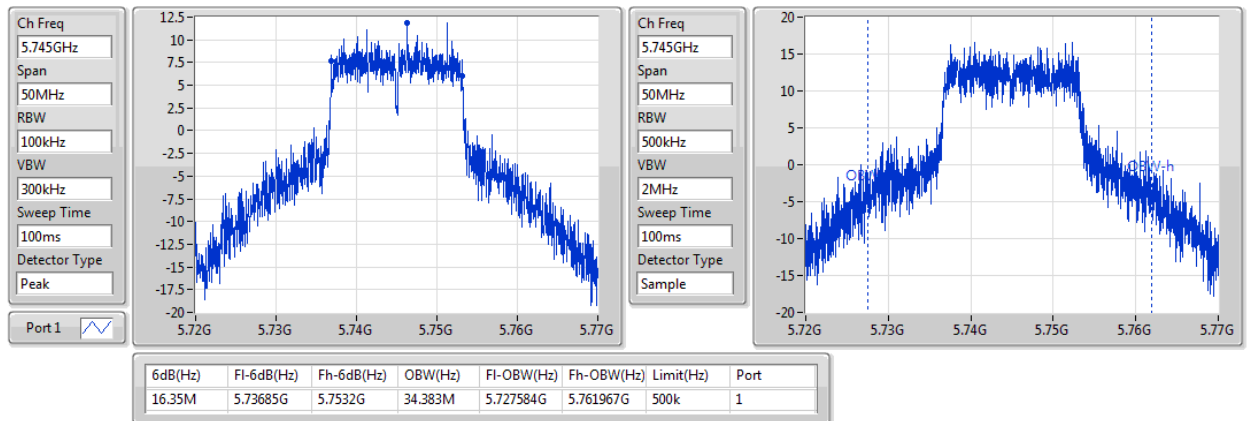 Ch Freq
5.745GHz
Span
50MHz
RBW
100kHz
VBW
300kHz
Sweep Time
100ms
Detector Type
Peak
Port 1
12.5
10
7.5
5
2.5
0
-2.5
-5
-7.5
-10
-12.5
-15
-17.5
-20
5.72G 5.73G 5.74G 5.75G 5.76G 5.77G
Ch Freq
5.745GHz
Span
50MHz
RBW
500kHz
VBW
2MHz
Sweep Time
100ms
Detector Type
Sample
20
15
10
5
0
-5
-10
-15
-20
OBW-h
5.72G 5.73G 5.74G 5.75G 5.76G 5.77G
6dB(Hz) Fl-6dB(Hz) Fh-6dB(Hz) OBW(Hz) Fl-OBW(Hz) Fh-OBW(Hz) Limit(Hz) Port
16.35M 5.73685G 5.7532G 34.383M 5.727584G 5.761967G 500k 1